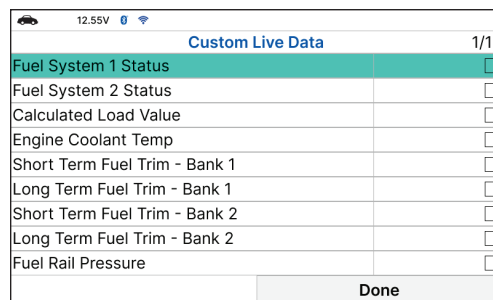 12.55V
Custom Live Data 1/1
Fuel System 1 Status
Fuel System 2 Status
Calculated Load Value
Engine Coolant Temp
Short Term Fuel Trim - Bank 1
Long Term Fuel Trim - Bank 1
Short Term Fuel Trim - Bank 2
Long Term Fuel Trim - Bank 2
Fuel Rail Pressure
Done